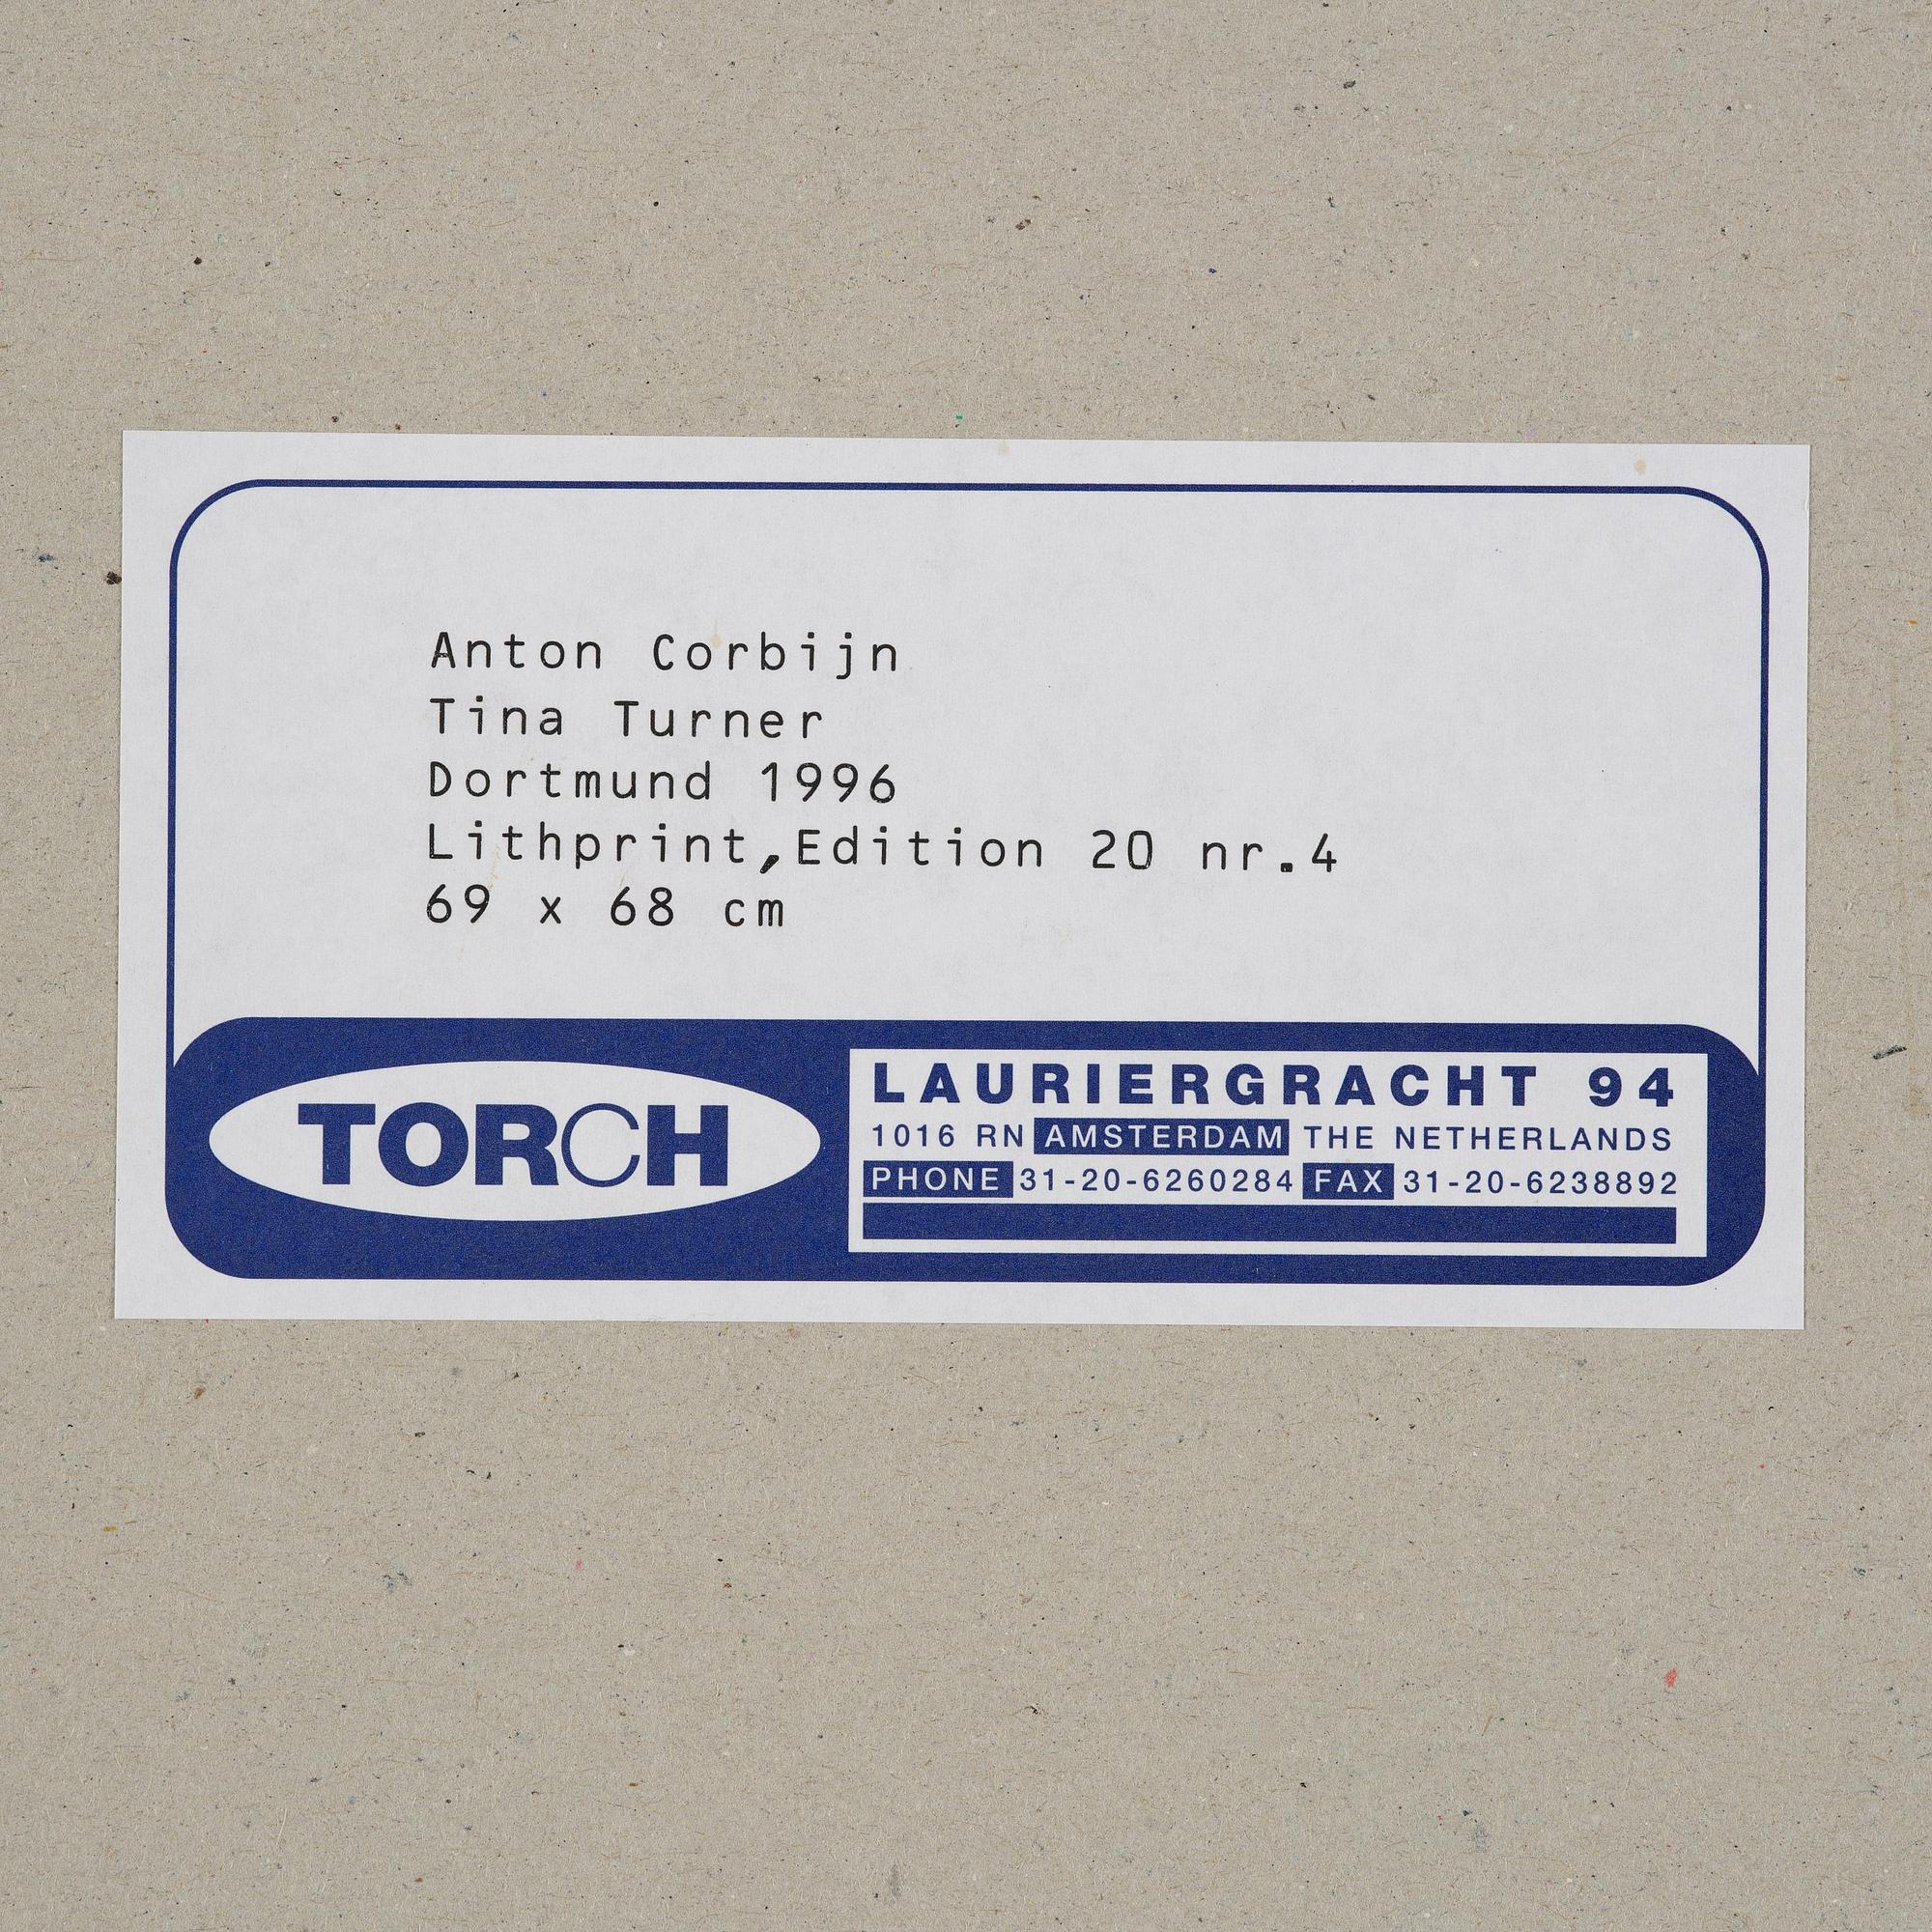 Anton Corbijn
Tina Turner
Dortmund 1996
Lithprint,Edition 20 nr.4
69 x 68 cm
TORCH
LAURIERGRACHT 94
1016 RN AMSTERDAM THE NETHERLANDS
PHONE 31-20-6260284 FAX 31-20-6238892